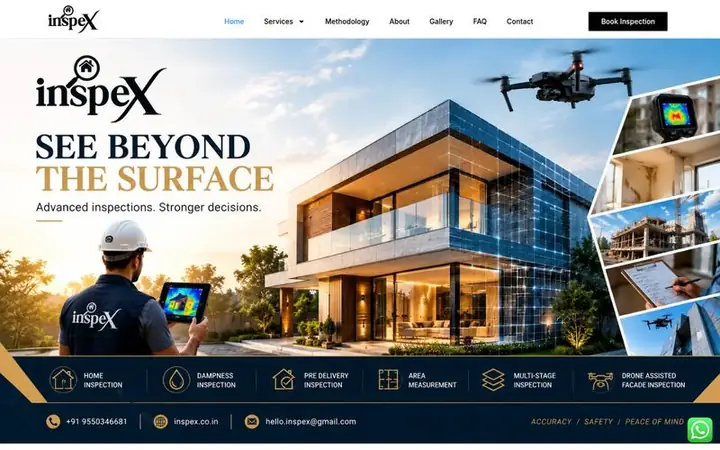 inspeX
Home Services Methodology About Gallery FAQ Contact
Book Inspection
inspeX
SEE BEYOND
THE SURFACE
Advanced inspections. Stronger decisions.
inspeX
HOME
INSPECTION
DAMPNESS
INSPECTION
PRE DELIVERY
INSPECTION
AREA
MEASUREMENT
MULTI-STAGE
INSPECTION
DRONE ASSISTED
FACADE INSPECTION
+91 9550346681
inspex.co.in
hello.inspex@gmail.com
ACCURACY / SAFETY / PEACE OF MIND